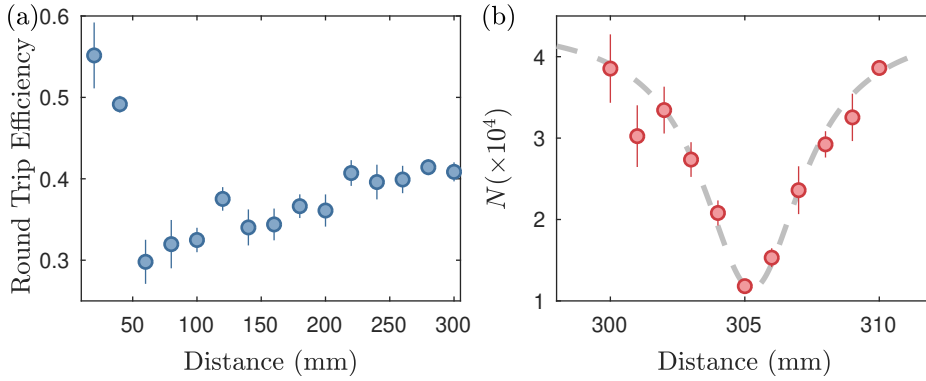 (a)
0.6
0.5
0.4
0.3
Round Trip Efficiency
50 100 150 200 250 300
Distance (mm)
(b)
4
3
2
1
N(×10⁴)
300 305 310
Distance (mm)